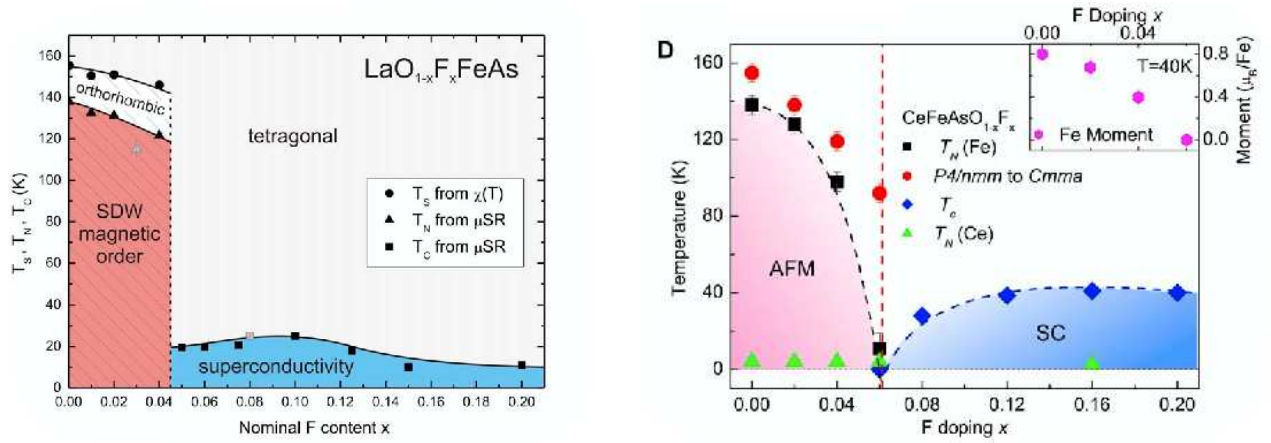 LaO1-xFxFeAs
orthorhombic
tetragonal
SDW
magnetic
order
TS from χ(T)
TN from μSR
TC from μSR
superconductivity
TS, TN, TC (K)
160
140
120
100
80
60
40
20
0
0.00 0.02 0.04 0.06 0.08 0.10 0.12 0.14 0.16 0.18 0.20
Nominal F content x
D
F Doping x
0.00 0.04
T=40K
Fe Moment
0.8
0.4
0.0
Moment (μB/Fe)
CeFeAsO1-xFx
TN (Fe)
P4/nmm to Cmma
Tc
TN (Ce)
AFM
SC
Temperature (K)
160
120
80
40
0
0.00 0.04 0.08 0.12 0.16 0.20
F doping x